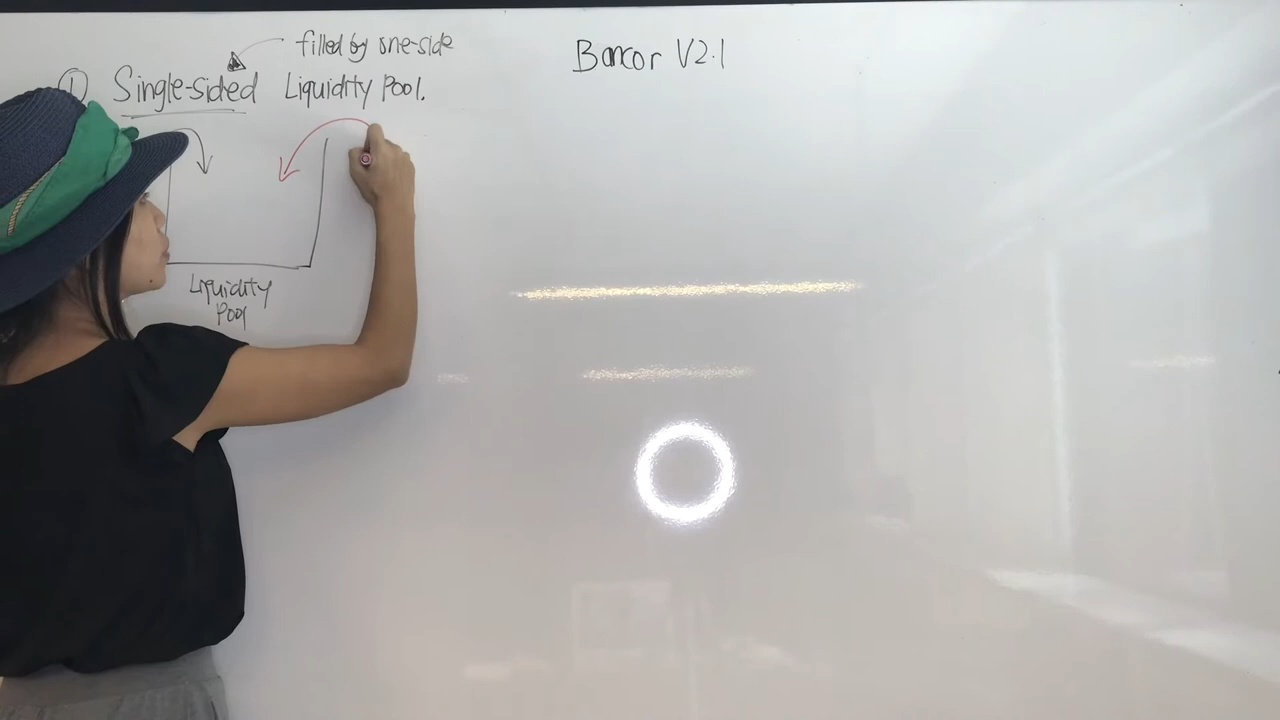 filled by one-side
Bancor V2.1
① Single-sided Liquidity Pool.
Liquidity
Pool